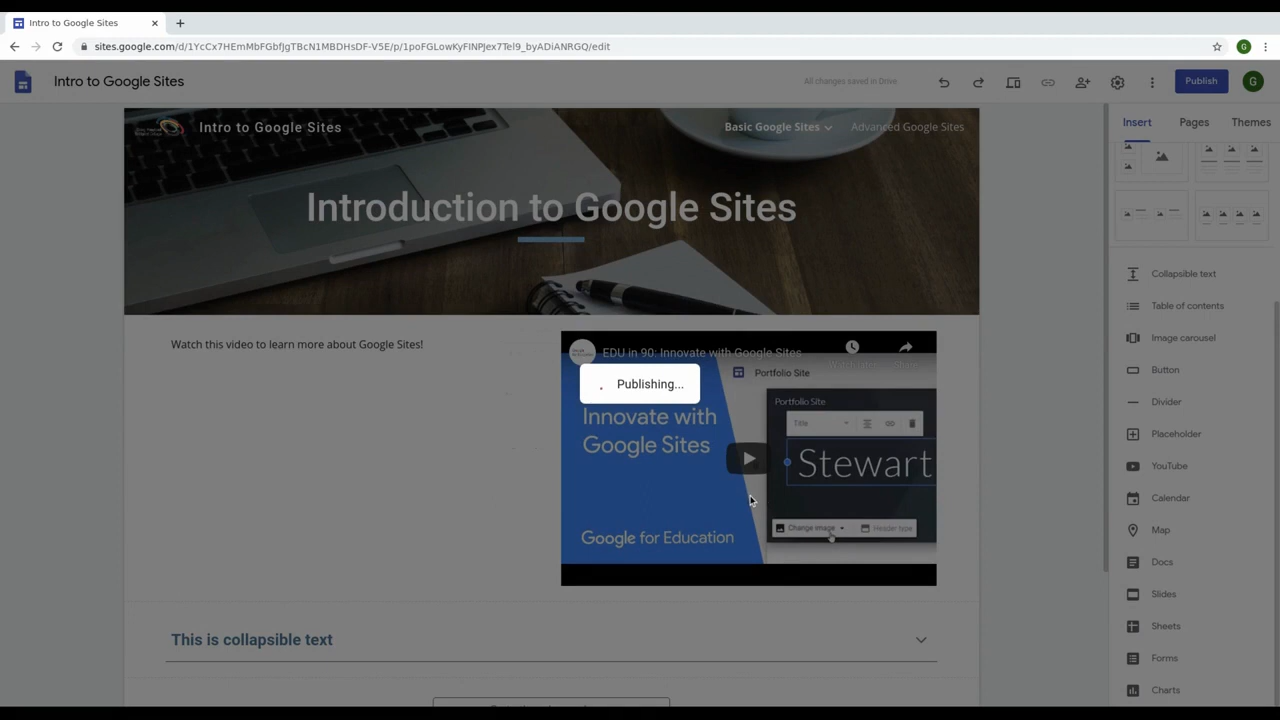 Intro to Google Sites
sites.google.com/d/1YcCx7HEmMbFGbfJgTBcN1MBDHsDF-V5E/p/1poFGLowKyFINPJex7Tel9_byADiANRGQ/edit
G
Intro to Google Sites
All changes saved in Drive
Publish
G
Intro to Google Sites
Basic Google Sites
Advanced Google Sites
Introduction to Google Sites
Watch this video to learn more about Google Sites!
EDU in 90: Innovate with Google Sites
Portfolio Site
Publishing...
Portfolio Site
Innovate with
Google Sites
Title
Stewart
Change image
Header type
Google for Education
This is collapsible text
Insert
Pages
Themes
Collapsible text
Table of contents
Image carousel
Button
Divider
Placeholder
YouTube
Calendar
Map
Docs
Slides
Sheets
Forms
Charts